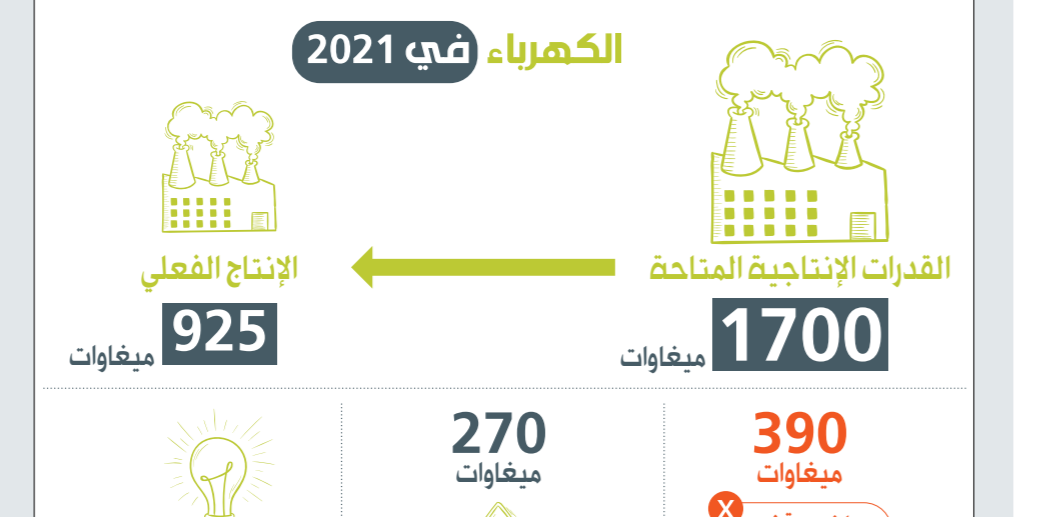 الكهرباء في 2021
القدرات الإنتاجية المتاحة
1700 ميغاوات
الإنتاج الفعلي
925 ميغاوات
390
ميغاوات
X
270
ميغاوات